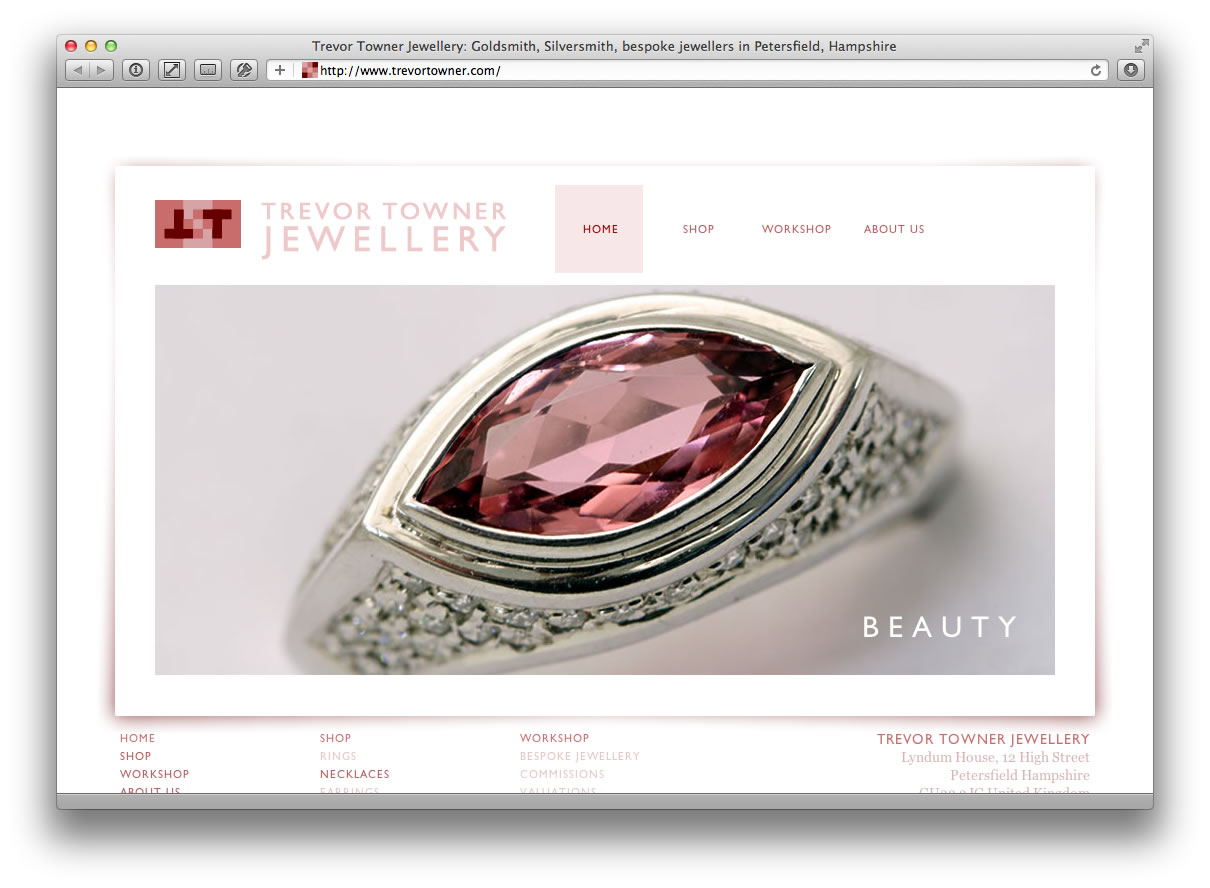 Trevor Towner Jewellery: Goldsmith, Silversmith, bespoke jewellers in Petersfield, Hampshire
http://www.trevortowner.com/
TREVOR TOWNER
JEWELLERY
HOME
SHOP
WORKSHOP
ABOUT US
BEAUTY
HOME
SHOP
WORKSHOP
ABOUT US
SHOP
RINGS
NECKLACES
EARRINGS
WORKSHOP
BESPOKE JEWELLERY
COMMISSIONS
VALUATIONS
TREVOR TOWNER JEWELLERY
Lyndum House, 12 High Street
Petersfield Hampshire
United Kingdom